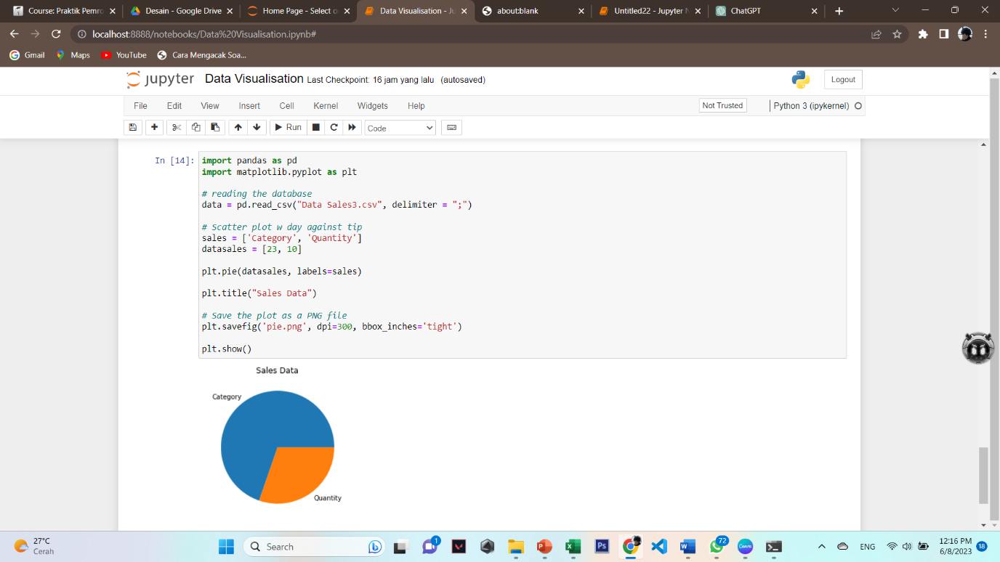 Course: Praktik Pemro
Desain - Google Drive
Home Page - Select o
Data Visualisation - Ju
about:blank
Untitled22 - Jupyter N
ChatGPT
localhost:8888/notebooks/Data%20Visualisation.ipynb#
Gmail
Maps
YouTube
Cara Mengacak Soa...
jupyter
Data Visualisation Last Checkpoint: 16 jam yang lalu (autosaved)
Logout
File Edit View Insert Cell Kernel Widgets Help
Not Trusted
Python 3 (ipykernel)
Run
Code
In [14]:
import pandas as pd
import matplotlib.pyplot as plt
# reading the database
data = pd.read_csv("Data Sales3.csv", delimiter = ";")
# Scatter plot w day against tip
sales = ['Category', 'Quantity']
datasales = [23, 10]
plt.pie(datasales, labels=sales)
plt.title("Sales Data")
# Save the plot as a PNG file
plt.savefig('pie.png', dpi=300, bbox_inches='tight')
plt.show()
Sales Data
Category
Quantity
27°C
Cerah
Search
1
Ps
72
Canva
ENG
12:16 PM
6/8/2023
18